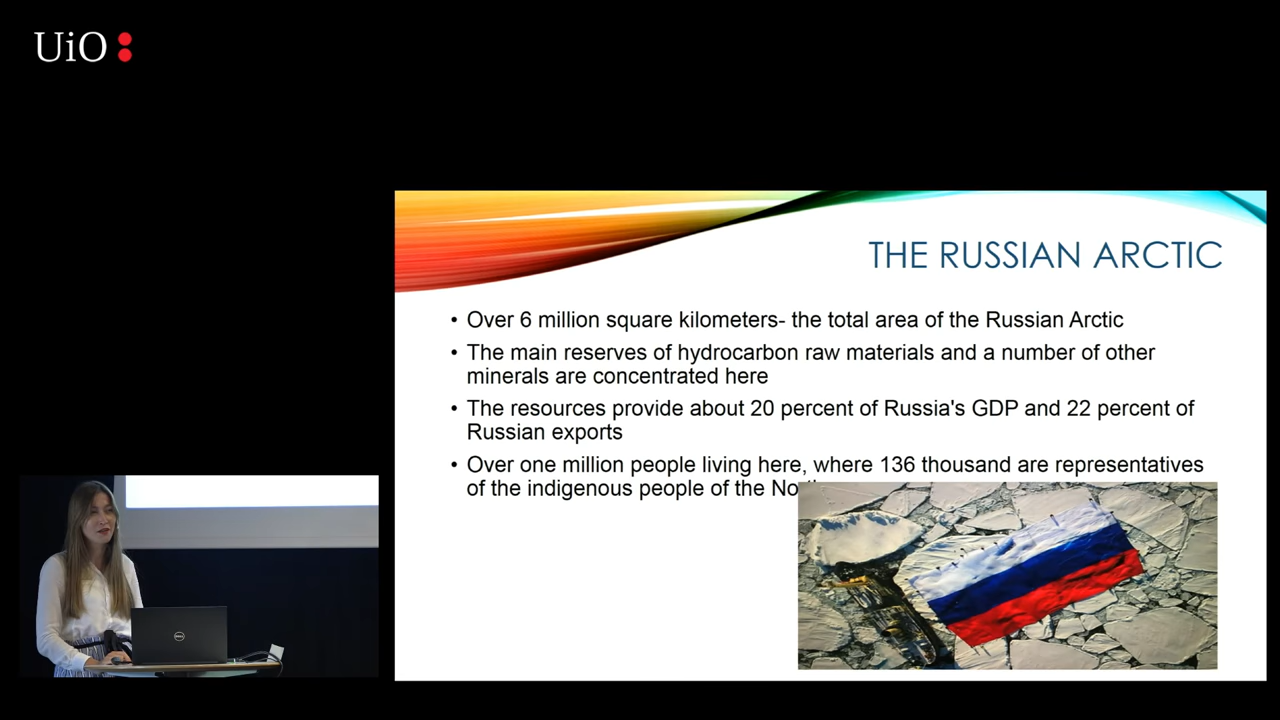 UiO
THE RUSSIAN ARCTIC
• Over 6 million square kilometers- the total area of the Russian Arctic
• The main reserves of hydrocarbon raw materials and a number of other
minerals are concentrated here
• The resources provide about 20 percent of Russia's GDP and 22 percent of
Russian exports
• Over one million people living here, where 136 thousand are representatives
of the indigenous people of the
DELL